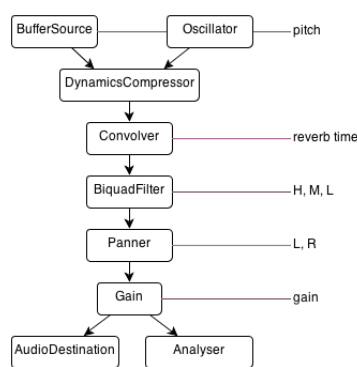 BufferSource
Oscillator
pitch
DynamicsCompressor
Convolver
reverb time
BiquadFilter
H, M, L
Panner
L, R
Gain
gain
AudioDestination
Analyser